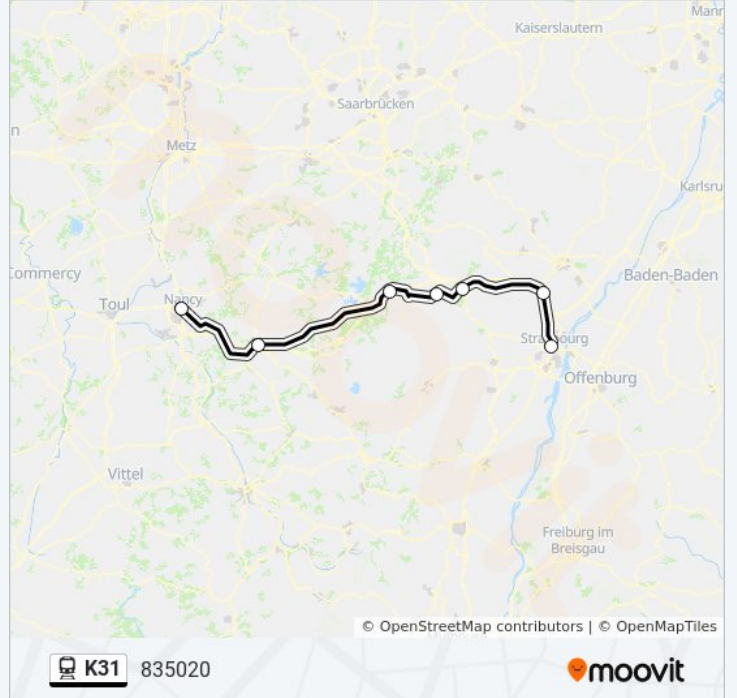 Mann
Kaiserslautern
Saarbrücken
n
Metz
Karlsru
Commercy
Baden-Baden
Nancy
Toul
Strasbourg
Offenburg
Vittel
Freiburg im
Breisgau
© OpenStreetMap contributors | © OpenMapTiles
K31 835020 moovit